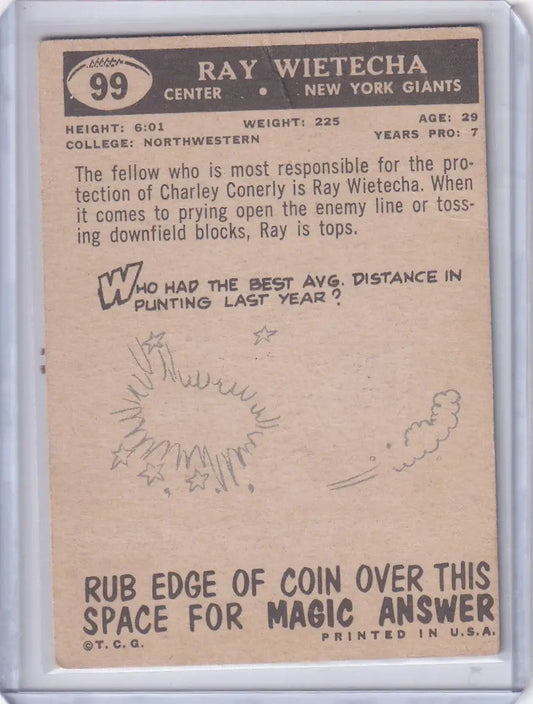 99
RAY WIETECHA
CENTER • NEW YORK GIANTS
HEIGHT: 6:01 WEIGHT: 225 AGE: 29
COLLEGE: NORTHWESTERN YEARS PRO: 7
The fellow who is most responsible for the pro-
tection of Charley Conerly is Ray Wietecha. When
it comes to prying open the enemy line or toss-
ing downfield blocks, Ray is tops.
WHO HAD THE BEST AVG. DISTANCE IN
PUNTING LAST YEAR?
RUB EDGE OF COIN OVER THIS
SPACE FOR MAGIC ANSWER
©T.C.G. PRINTED IN U.S.A.